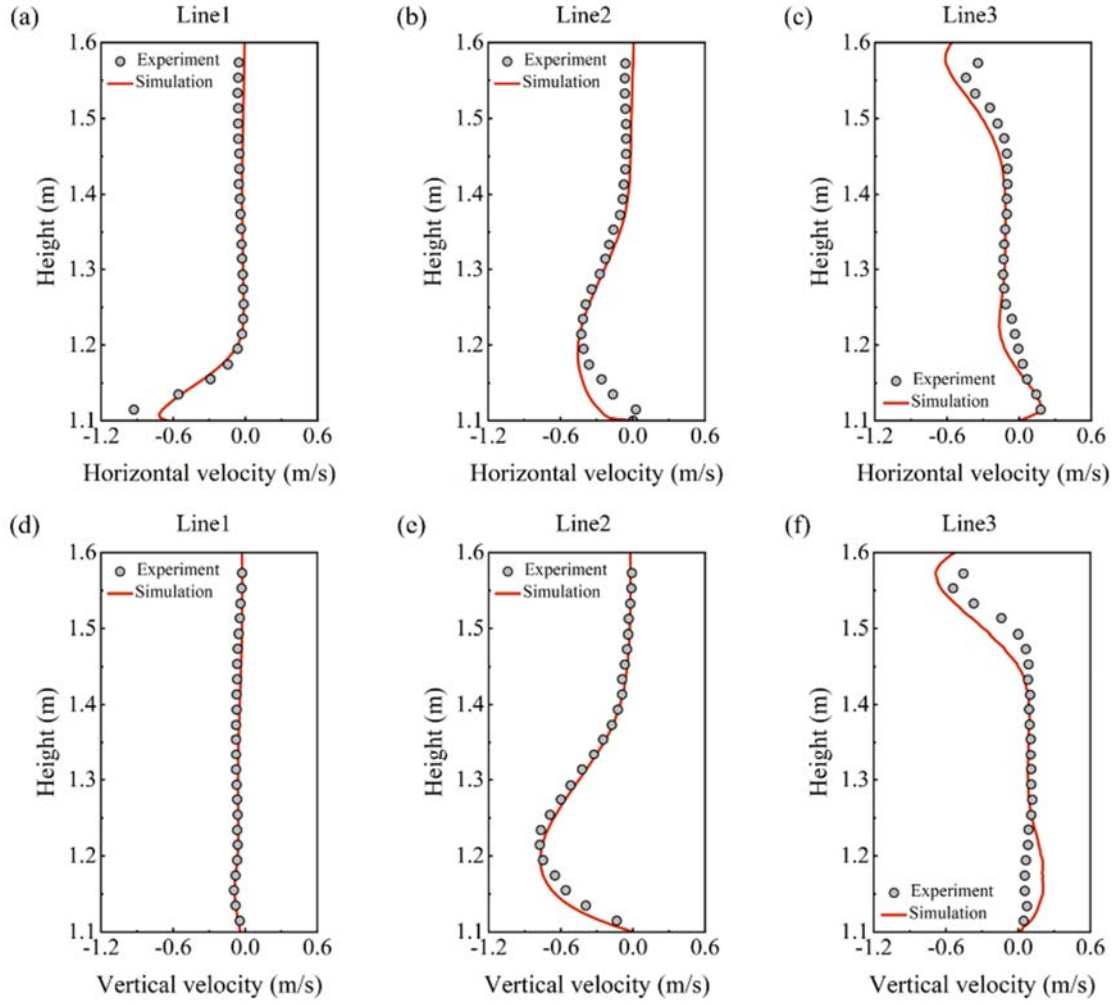 (a) Line1
Experiment
Simulation
1.6
1.5
1.4
1.3
1.2
1.1
Height (m)
-1.2 -0.6 0.0 0.6
Horizontal velocity (m/s)
(b) Line2
Experiment
Simulation
1.6
1.5
1.4
1.3
1.2
1.1
Height (m)
-1.2 -0.6 0.0 0.6
Horizontal velocity (m/s)
(c) Line3
1.6
1.5
1.4
1.3
1.2
1.1
Height (m)
Experiment
Simulation
-1.2 -0.6 0.0 0.6
Horizontal velocity (m/s)
(d) Line1
Experiment
Simulation
1.6
1.5
1.4
1.3
1.2
1.1
Height (m)
-1.2 -0.6 0.0 0.6
Vertical velocity (m/s)
(e) Line2
Experiment
Simulation
1.6
1.5
1.4
1.3
1.2
1.1
Height (m)
-1.2 -0.6 0.0 0.6
Vertical velocity (m/s)
(f) Line3
1.6
1.5
1.4
1.3
1.2
1.1
Height (m)
Experiment
Simulation
-1.2 -0.6 0.0 0.6
Vertical velocity (m/s)